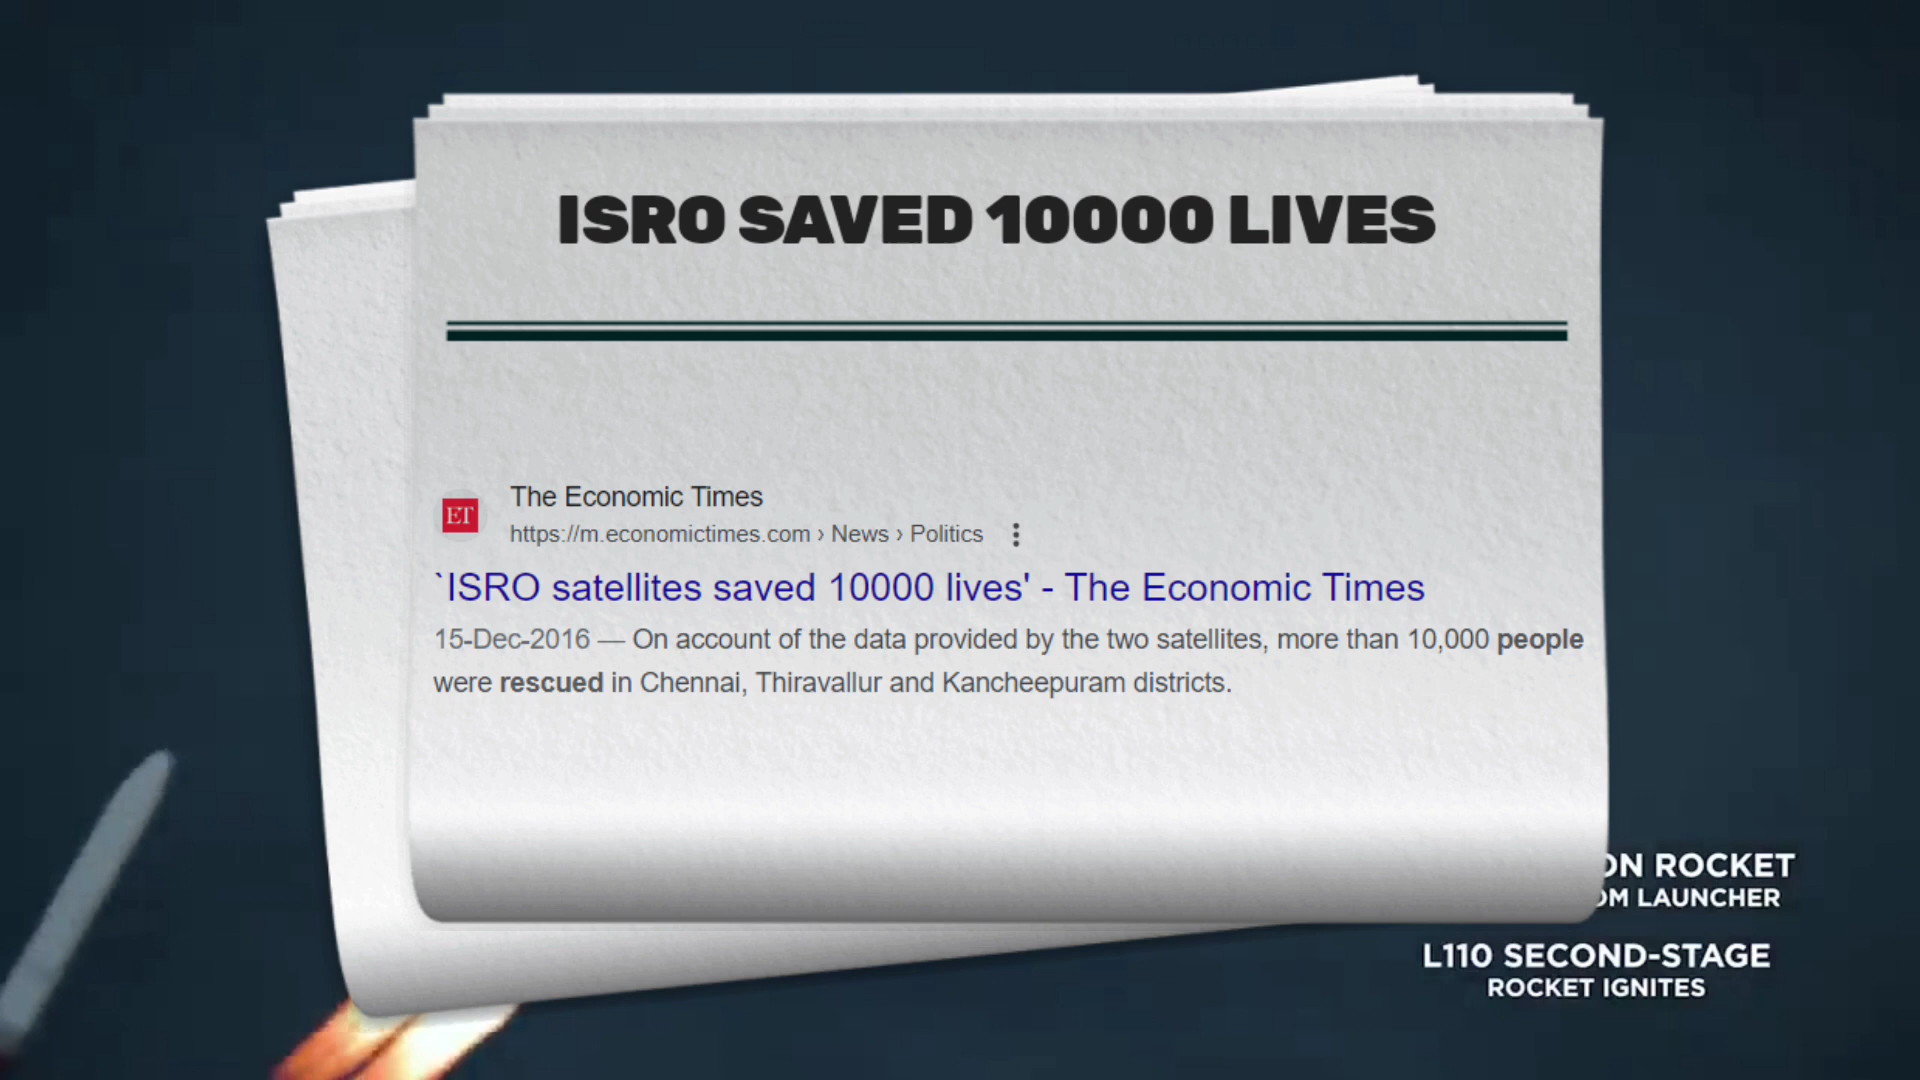 ISRO SAVED 10000 LIVES
ET
The Economic Times
https://m.economictimes.com › News › Politics
`ISRO satellites saved 10000 lives' - The Economic Times
15-Dec-2016 — On account of the data provided by the two satellites, more than 10,000 people
were rescued in Chennai, Thiravallur and Kancheepuram districts.
ROCKET
LAUNCHER
L110 SECOND-STAGE
ROCKET IGNITES